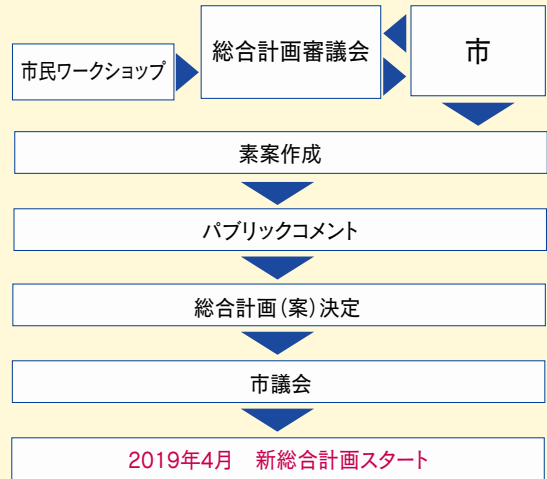 市民ワークショップ
総合計画審議会
市
素案作成
パブリックコメント
総合計画(案)決定
市議会
2019年4月　新総合計画スタート